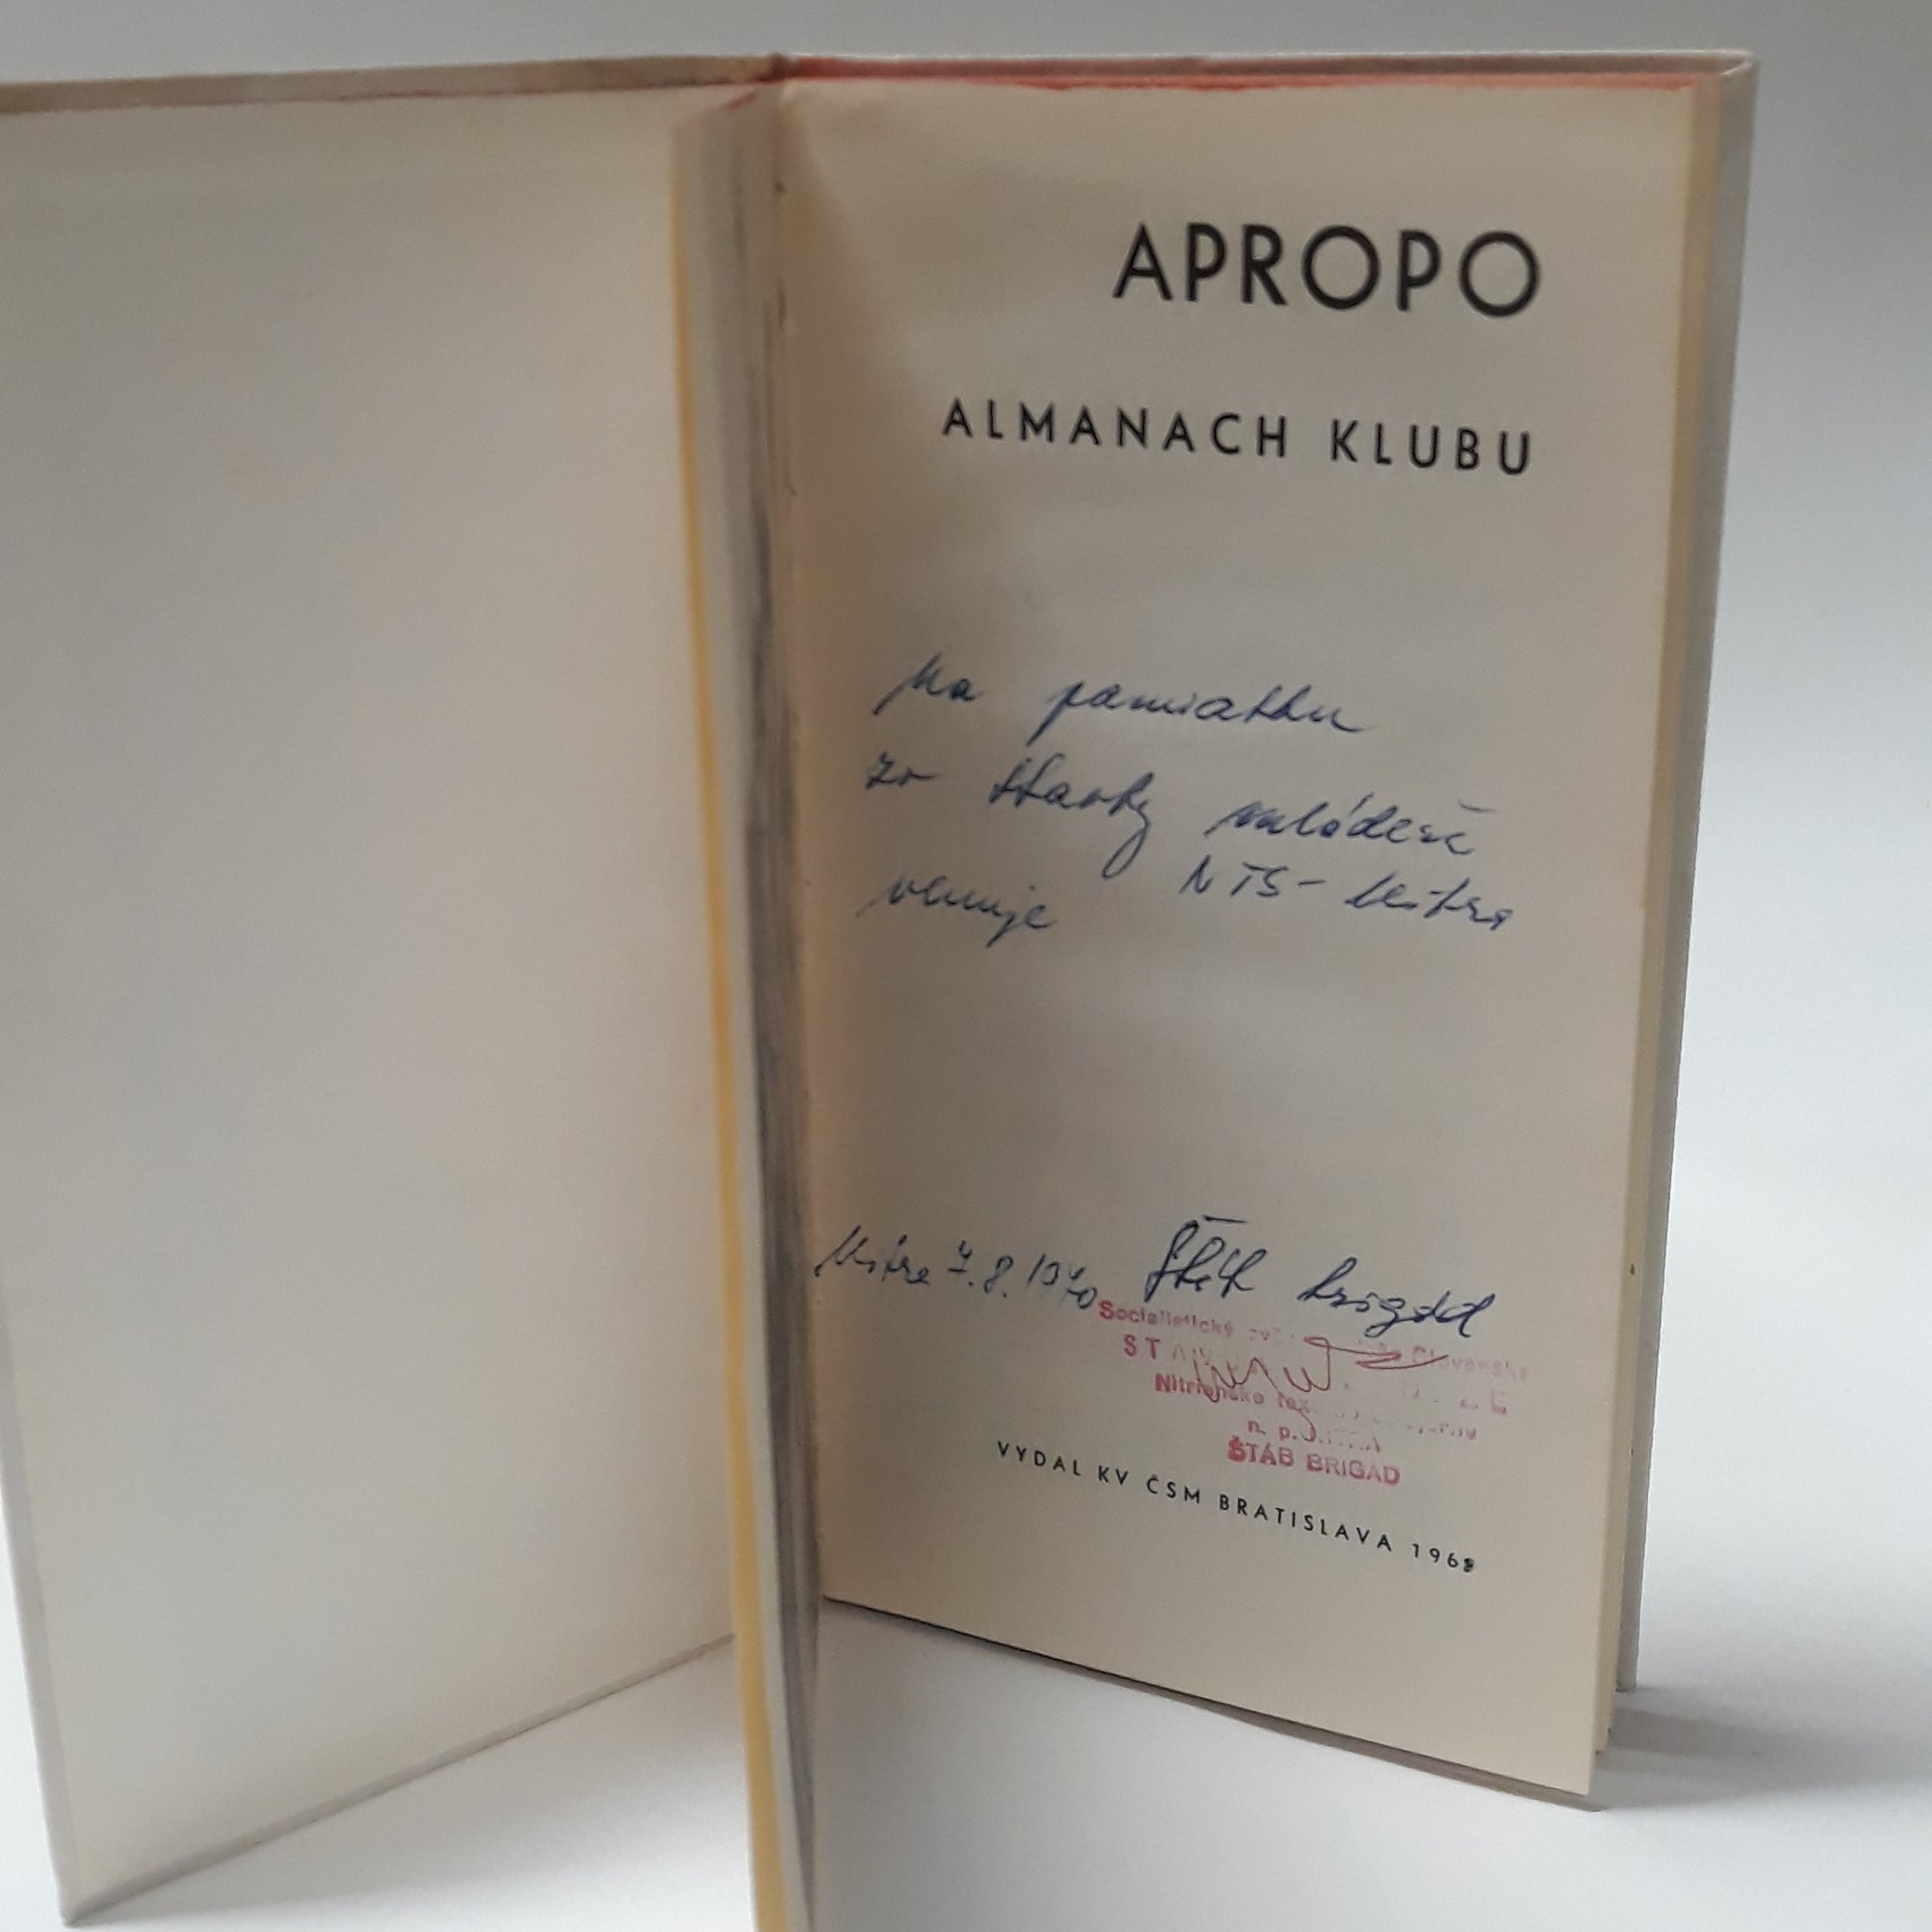 APROPO
ALMANACH KLUBU
Na pamiatku
zo stavby mládeže
NTS - Nitra
venuje
Nitra 7. 8. 1970 Štáb brigád
Socialistický
ŠTÁB BRIGÁD
VYDAL KV ČSM BRATISLAVA 1969